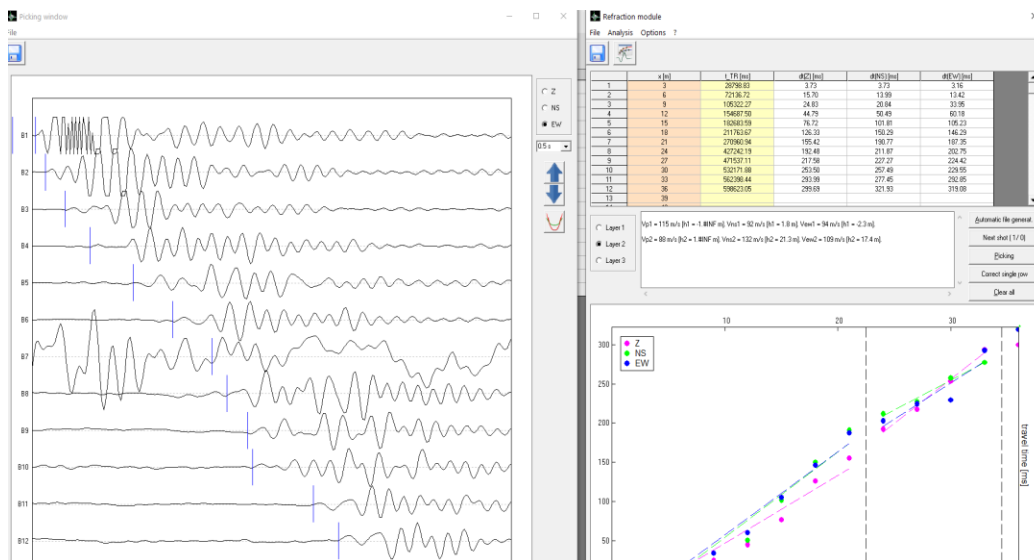 Picking window
File
Z
NS
EW
0.5 s
B1
B2
B3
B4
B5
B6
B7
B8
B9
B10
B11
B12
Refraction module
File Analysis Options ?
x [m] t_TR [ms] dt(Z) [ms] dt(NS) [ms] dt(EW) [ms]
1 3 28798.83 3.73 3.73 3.16
2 6 72136.72 15.70 13.99 13.42
3 9 105322.27 24.83 20.84 33.95
4 12 154687.50 44.79 50.49 60.18
5 15 182683.59 76.72 101.81 105.23
6 18 211763.67 126.33 150.29 146.29
7 21 270960.94 155.42 190.77 187.35
8 24 427242.19 192.48 211.87 202.75
9 27 471537.11 217.58 227.27 224.42
10 30 532171.88 253.50 257.49 229.55
11 33 562398.44 293.99 277.45 292.85
12 36 598623.05 299.69 321.93 319.08
13 39
Layer 1
Layer 2
Layer 3
Vp1 = 115 m/s [h1 = -1.#INF m], Vns1 = 92 m/s [h1 = 1.8 m], Vew1 = 94 m/s [h1 = -2.3 m].
Vp2 = 88 m/s [h2 = 1.#INF m], Vns2 = 132 m/s [h2 = 21.3 m], Vew2 = 109 m/s [h2 = 17.4 m].
Automatic file generat.
Next shot ( 1/ 0)
Picking
Correct single row
Clear all
10 20 30
Z
NS
EW
300
250
200
150
100
50
travel time [ms]